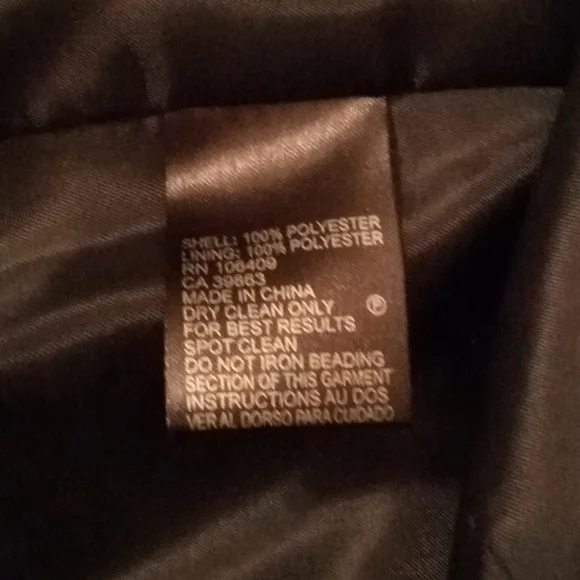 SHELL: 100% POLYESTER
LINING: 100% POLYESTER
RN 106409
CA 39863
MADE IN CHINA
DRY CLEAN ONLY
Ⓟ
FOR BEST RESULTS
SPOT CLEAN
DO NOT IRON BEADING
SECTION OF THIS GARMENT
INSTRUCTIONS AU DOS
VER AL DORSO PARA CUIDADO